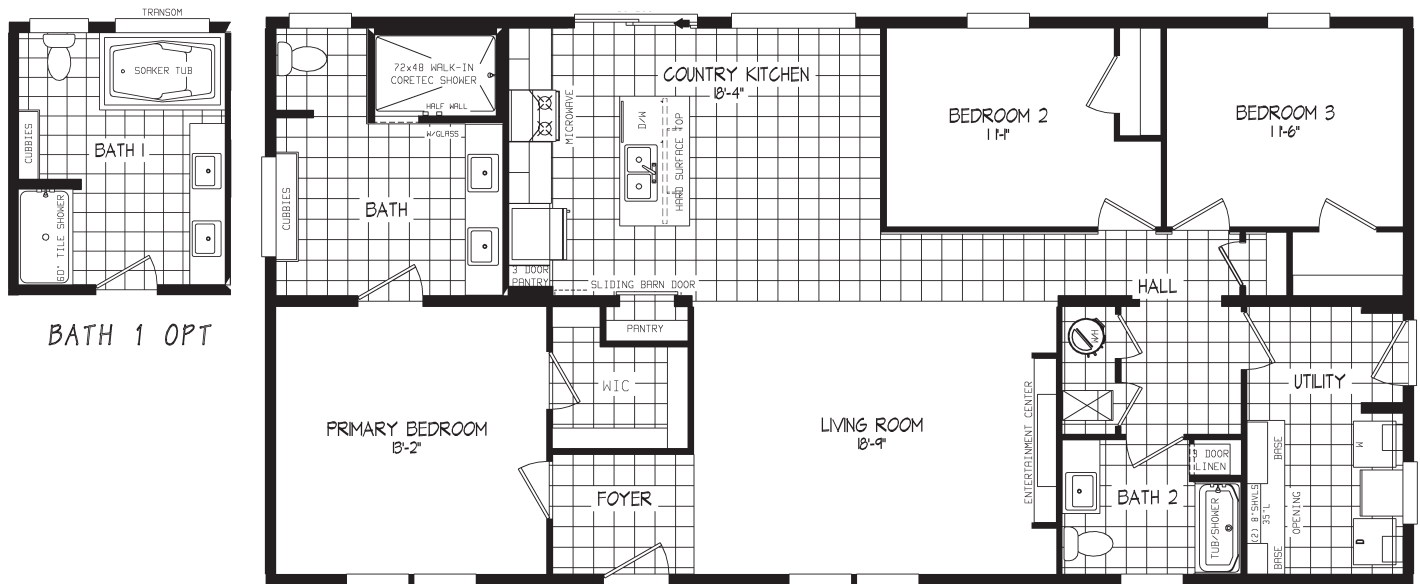 TRANSOM
SOAKER TUB
CUBBIES
BATH 1
60" TILE SHOWER
BATH 1 OPT
72x48 WALK-IN
CORETEC SHOWER
HALF WALL
W/GLASS
CUBBIES
BATH
MICROWAVE
COUNTRY KITCHEN
18'-4"
D/W
HARD SURFACE TOP
3 DOOR
PANTRY
SLIDING BARN DOOR
PANTRY
BEDROOM 2
11'-1"
BEDROOM 3
11'-6"
HALL
W/H
UTILITY
WIC
PRIMARY BEDROOM
13'-2"
LIVING ROOM
18'-9"
ENTERTAINMENT CENTER
FOYER
BATH 2
3 DOOR
LINEN
TUB/SHOWER
BASE
(2) 8"SHVLS
35"L
OPENING
BASE
M
D